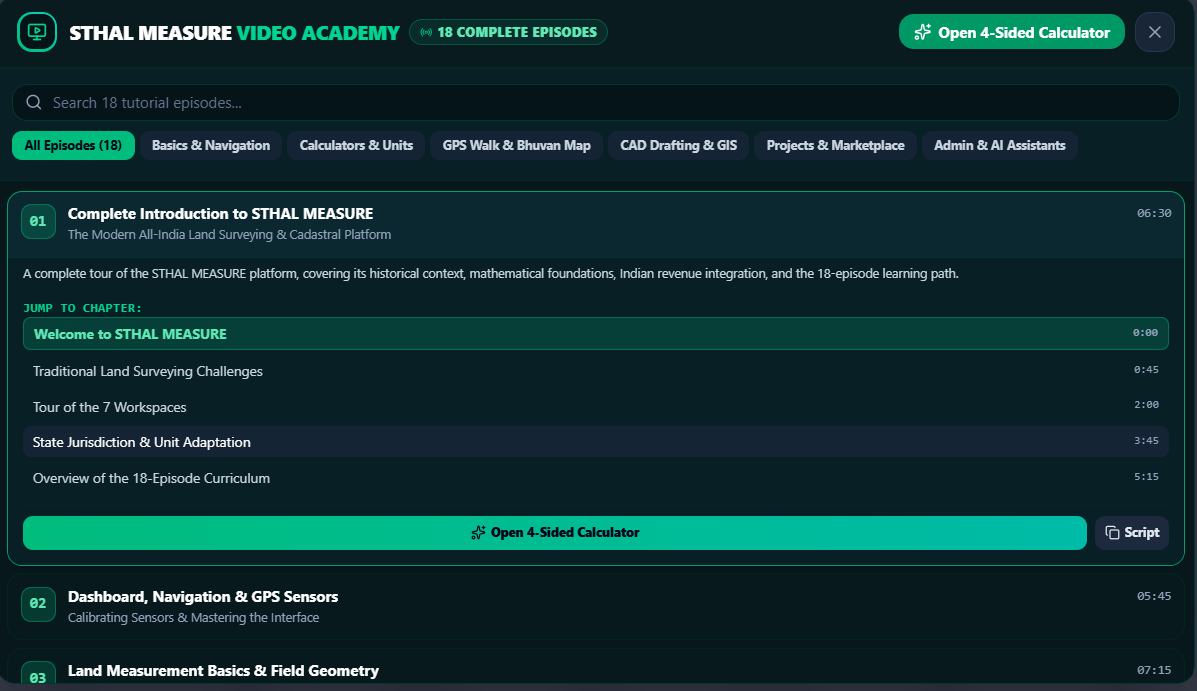 STHAL MEASURE VIDEO ACADEMY 18 COMPLETE EPISODES Open 4-Sided Calculator
Search 18 tutorial episodes...
All Episodes (18) Basics & Navigation Calculators & Units GPS Walk & Bhuvan Map CAD Drafting & GIS Projects & Marketplace Admin & AI Assistants
01 Complete Introduction to STHAL MEASURE 06:30
The Modern All-India Land Surveying & Cadastral Platform
A complete tour of the STHAL MEASURE platform, covering its historical context, mathematical foundations, Indian revenue integration, and the 18-episode learning path.
JUMP TO CHAPTER:
Welcome to STHAL MEASURE 0:00
Traditional Land Surveying Challenges 0:45
Tour of the 7 Workspaces 2:00
State Jurisdiction & Unit Adaptation 3:45
Overview of the 18-Episode Curriculum 5:15
Open 4-Sided Calculator Script
02 Dashboard, Navigation & GPS Sensors 05:45
Calibrating Sensors & Mastering the Interface
03 Land Measurement Basics & Field Geometry 07:15